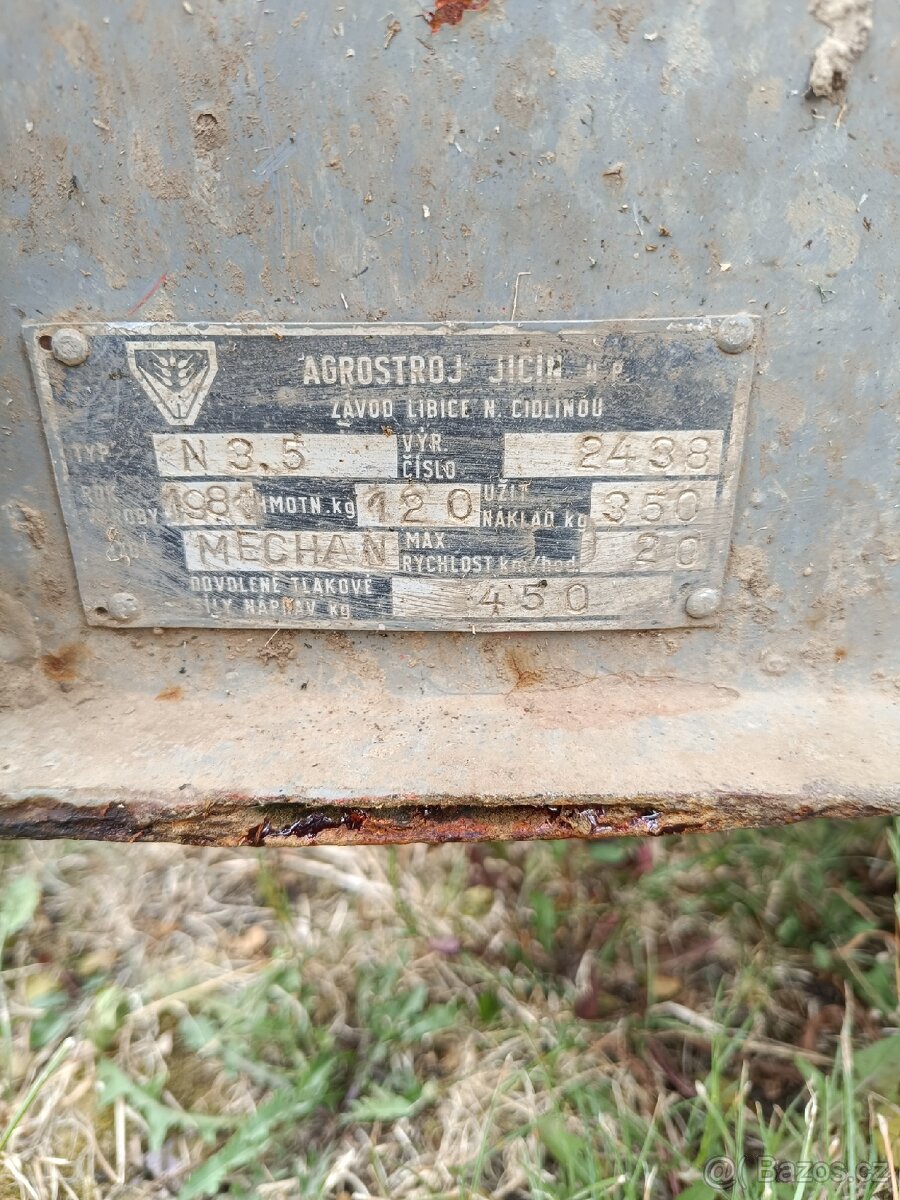 AGROSTROJ JIČÍN N.P.
ZÁVOD LIBICE N. CIDLINOU
TYP N 3,5 VÝR. ČÍSLO 2438
ROK 1981 HMOTN. kg 120 UŽIT. NÁKLAD kg 350
MECHAN MAX RYCHLOST km/hod. 20
DOVOLENÉ TLAKOVÉ
SÍLY NÁPRAV kg 450
Bazos.cz